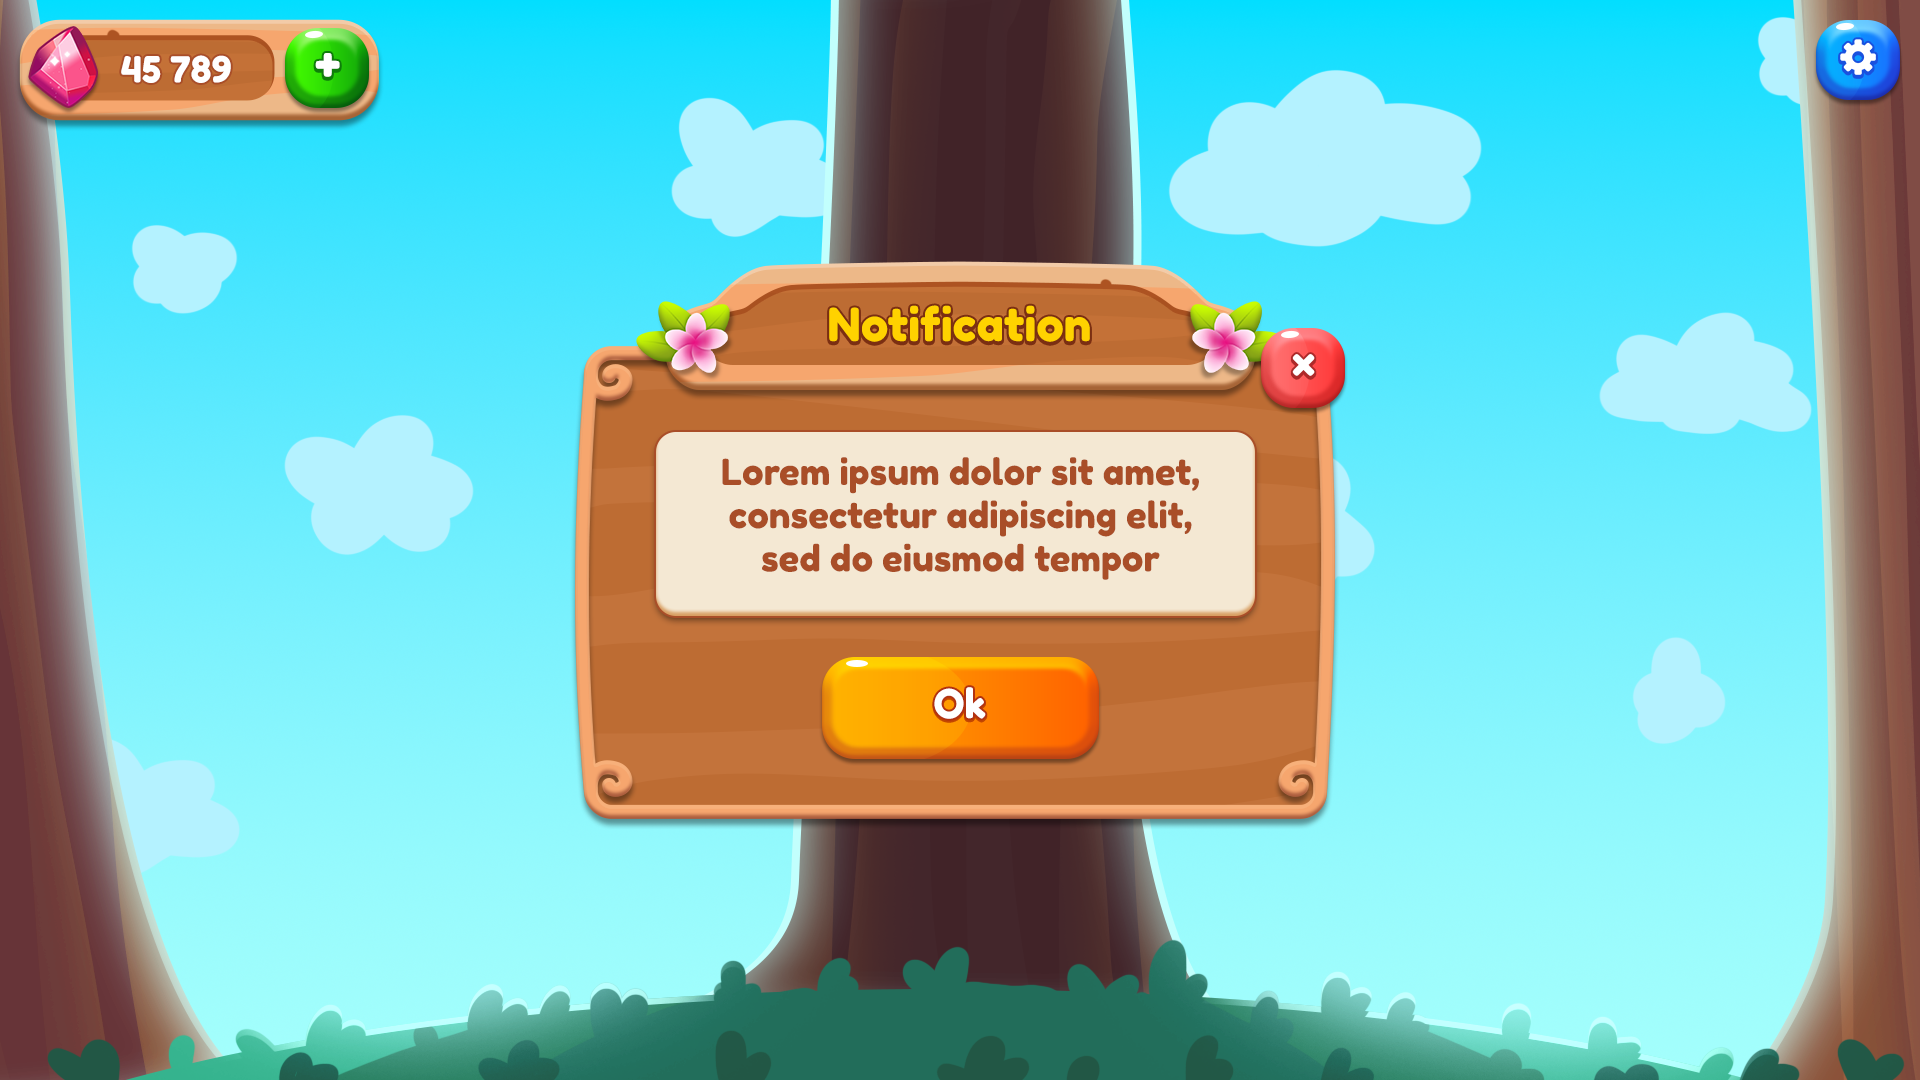 45 789
Notification
Lorem ipsum dolor sit amet,
consectetur adipiscing elit,
sed do eiusmod tempor
Ok